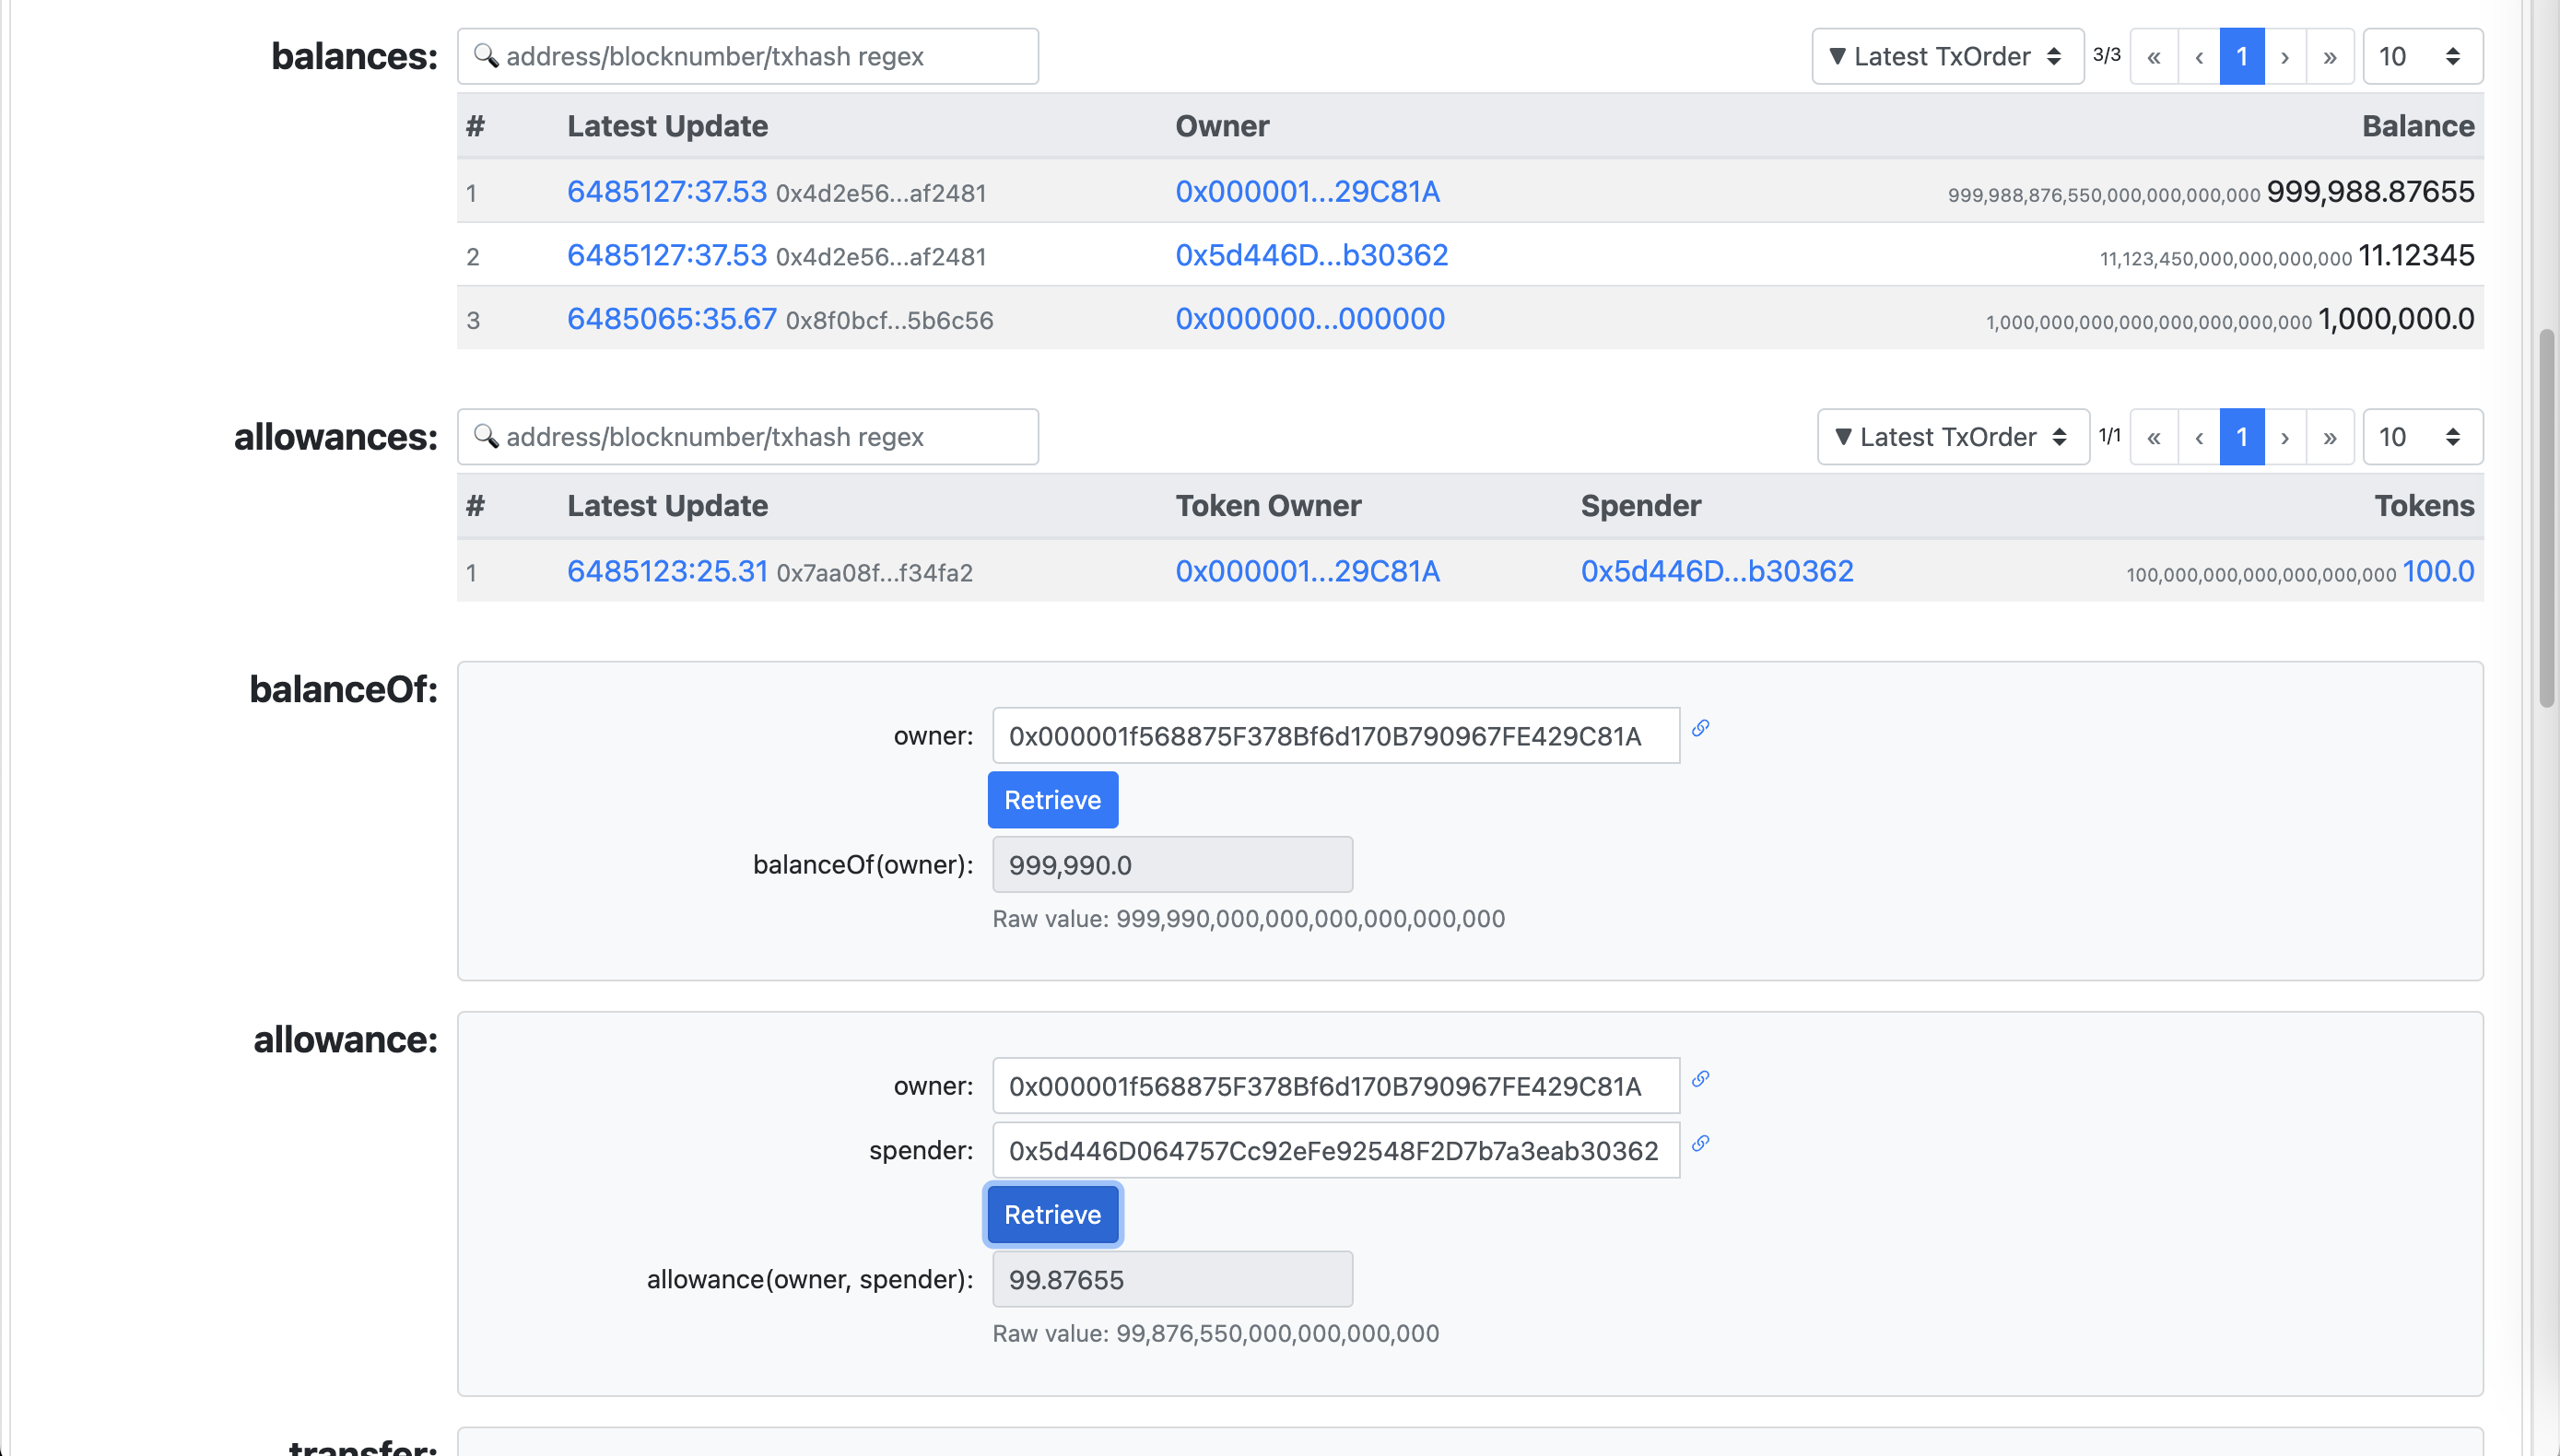 balances: 🔍 address/blocknumber/txhash regex ▼ Latest TxOrder 3/3 « ‹ 1 › » 10
# Latest Update Owner Balance
1 6485127:37.53 0x4d2e56...af2481 0x000001...29C81A 999,988,876,550,000,000,000,000 999,988.87655
2 6485127:37.53 0x4d2e56...af2481 0x5d446D...b30362 11,123,450,000,000,000,000 11.12345
3 6485065:35.67 0x8f0bcf...5b6c56 0x000000...000000 1,000,000,000,000,000,000,000,000 1,000,000.0
allowances: 🔍 address/blocknumber/txhash regex ▼ Latest TxOrder 1/1 « ‹ 1 › » 10
# Latest Update Token Owner Spender Tokens
1 6485123:25.31 0x7aa08f...f34fa2 0x000001...29C81A 0x5d446D...b30362 100,000,000,000,000,000,000 100.0
balanceOf:
owner: 0x000001f568875F378Bf6d170B790967FE429C81A
Retrieve
balanceOf(owner): 999,990.0
Raw value: 999,990,000,000,000,000,000,000
allowance:
owner: 0x000001f568875F378Bf6d170B790967FE429C81A
spender: 0x5d446D064757Cc92eFe92548F2D7b7a3eab30362
Retrieve
allowance(owner, spender): 99.87655
Raw value: 99,876,550,000,000,000,000
transfer: